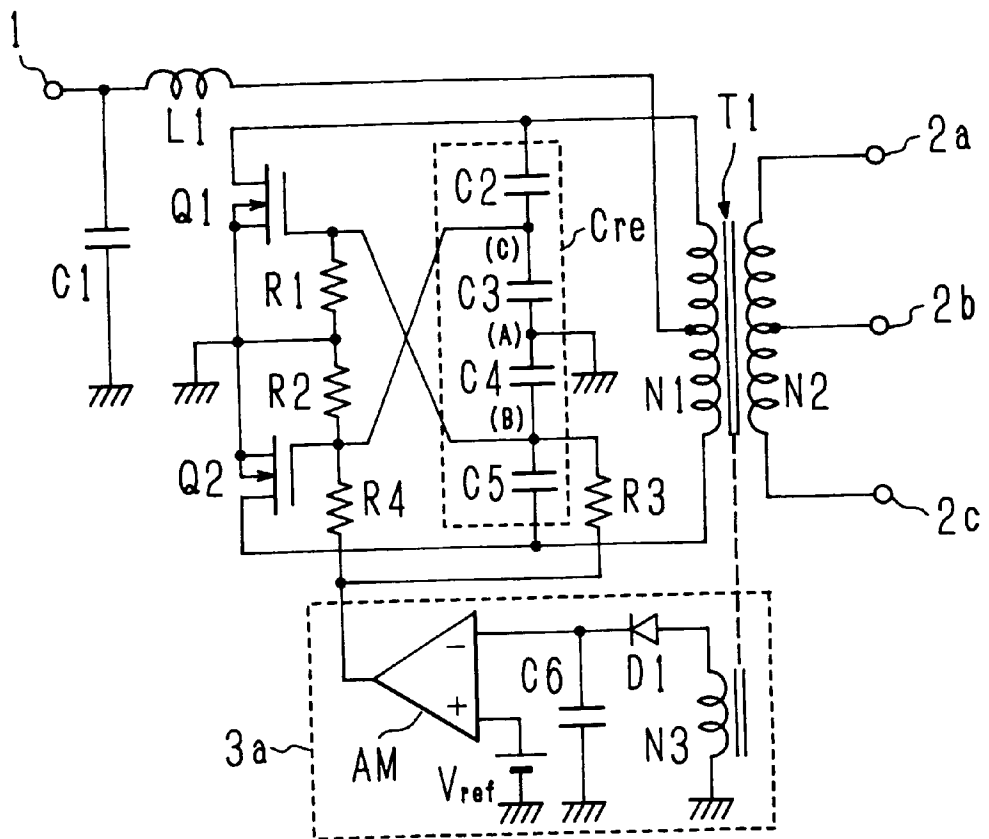 1
L1
T1
2a
C2
Q1
Cre
(C)
C1
R1
C3
2b
(A)
R2
C4
N1
N2
(B)
Q2
C5
R4
R3
2c
C6
D1
−
+
N3
3a
AM
Vref